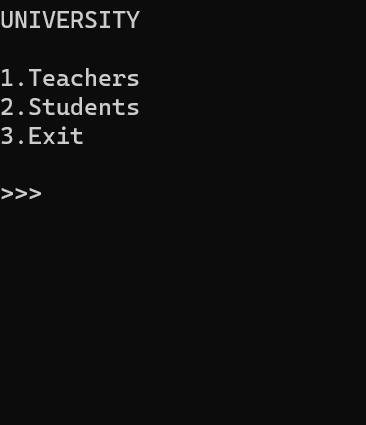 UNIVERSITY
1.Teachers
2.Students
3.Exit
>>>